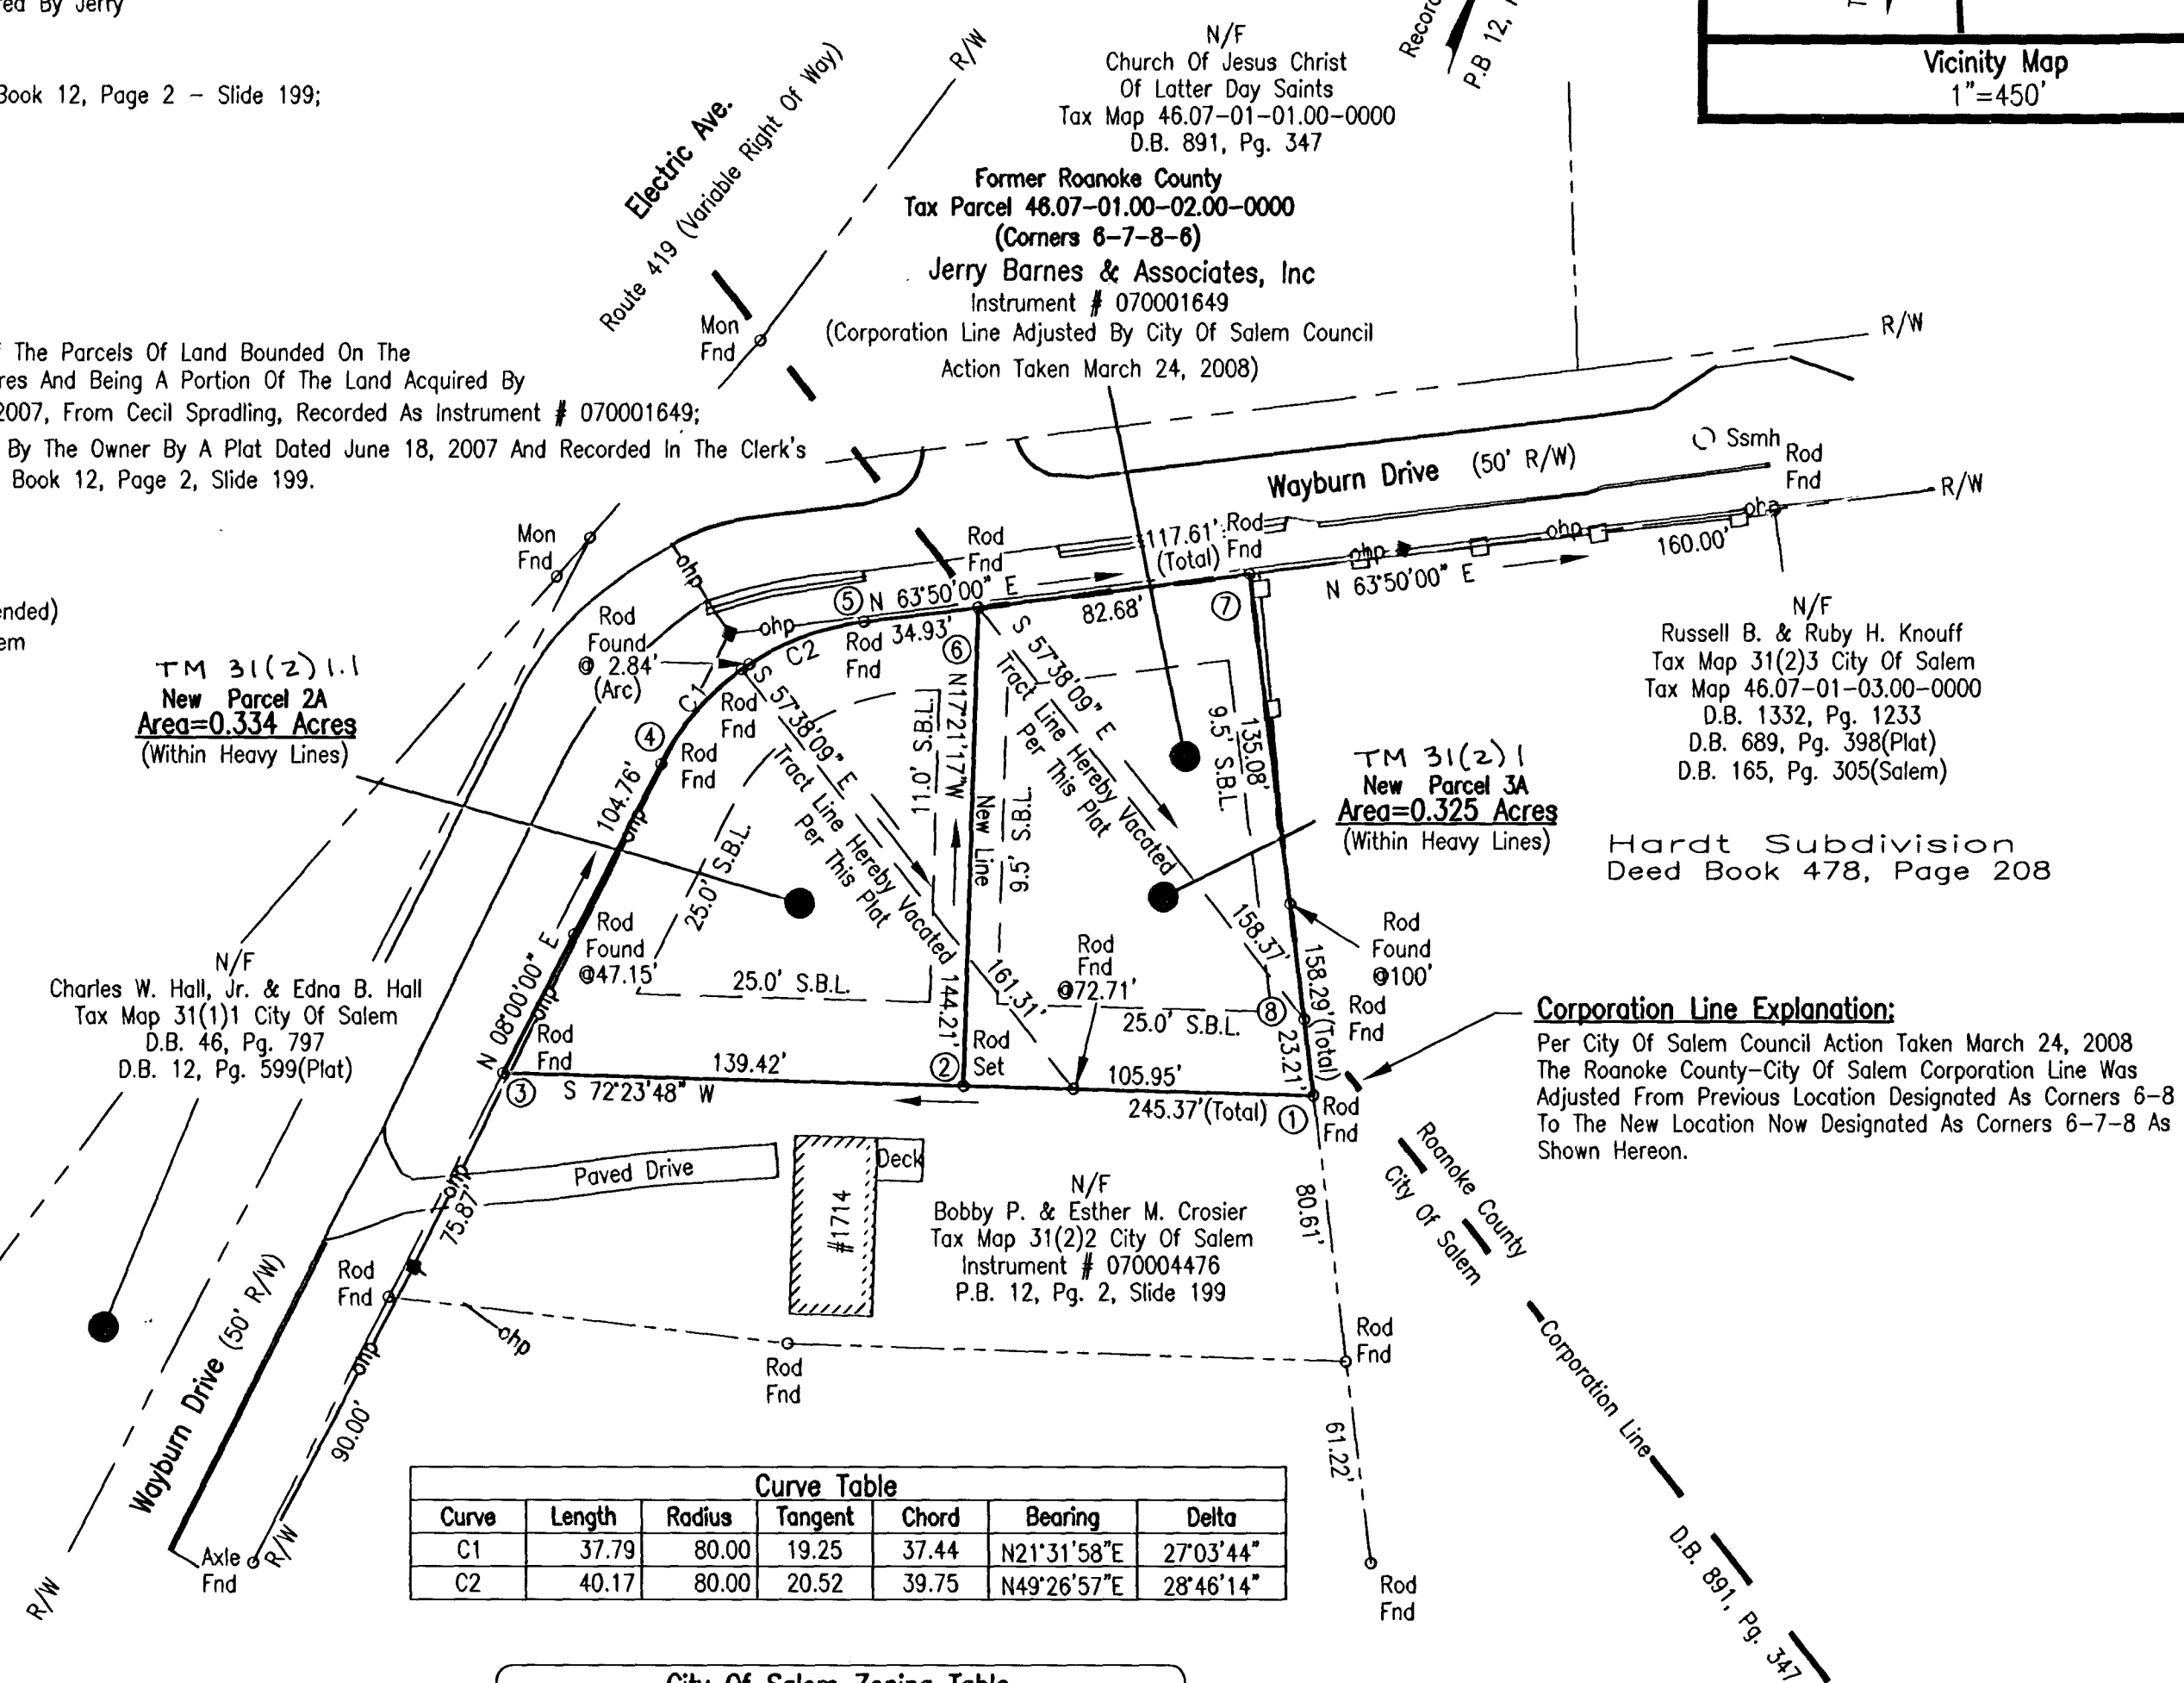 ed By Jerry
Book 12, Page 2 – Slide 199;
The Parcels Of Land Bounded On The
res And Being A Portion Of The Land Acquired By
2007, From Cecil Spradling, Recorded As Instrument # 070001649;
By The Owner By A Plat Dated June 18, 2007 And Recorded In The Clerk's
Book 12, Page 2, Slide 199.
ended)
em
Electric Ave.
Route 419 (Variable Right Of Way)
R/W
N/F
Church Of Jesus Christ
Of Latter Day Saints
Tax Map 46.07-01-01.00-0000
D.B. 891, Pg. 347
Former Roanoke County
Tax Parcel 46.07-01.00-02.00-0000
(Corners 6-7-8-6)
Jerry Barnes & Associates, Inc
Instrument # 070001649
(Corporation Line Adjusted By City Of Salem Council
Action Taken March 24, 2008)
Record
P.B 12,
Vicinity Map
1"=450'
Mon
Fnd
R/W
Ssmh
Rod
Fnd
R/W
Wayburn Drive (50' R/W)
Mon
Fnd
ohp
Rod
Fnd
117.61'
(Total)
Rod
Fnd
ohp
ohp
ohp
160.00'
N 63°50'00" E
5
N 63°50'00" E
82.68'
7
ohp
34.93'
Rod
Fnd
6
C2
Rod
Found
@ 2.84'
(Arc)
C1
Rod
Fnd
4
Rod
Fnd
104.76'
ohp
TM 31(2)1.1
New Parcel 2A
Area=0.334 Acres
(Within Heavy Lines)
S 57°38'09" E
Tract Line Hereby Vacated
Per This Plat
161.31'
25.0' S.B.L.
11.0' S.B.L.
N17°21'17"W
144.21'
New Line
9.5' S.B.L.
S 57°38'09" E
Tract Line Hereby Vacated
Per This Plat
158.37'
9.5' S.B.L.
135.08'
TM 31(2)1
New Parcel 3A
Area=0.325 Acres
(Within Heavy Lines)
N/F
Russell B. & Ruby H. Knouff
Tax Map 31(2)3 City Of Salem
Tax Map 46.07-01-03.00-0000
D.B. 1332, Pg. 1233
D.B. 689, Pg. 398(Plat)
D.B. 165, Pg. 305(Salem)
Hardt Subdivision
Deed Book 478, Page 208
Rod
Found
@47.15'
N 08°00'00" E
ohp
N/F
Charles W. Hall, Jr. & Edna B. Hall
Tax Map 31(1)1 City Of Salem
D.B. 46, Pg. 797
D.B. 12, Pg. 599(Plat)
25.0' S.B.L.
Rod
Fnd
@72.71'
25.0' S.B.L.
Rod
Found
@100'
158.29'(Total)
8
Rod
Fnd
23.21'
Rod
Fnd
139.42'
Rod
Set
2
105.95'
3
S 72°23'48" W
245.37'(Total)
1
Rod
Fnd
Corporation Line Explanation:
Per City Of Salem Council Action Taken March 24, 2008
The Roanoke County-City Of Salem Corporation Line Was
Adjusted From Previous Location Designated As Corners 6-8
To The New Location Now Designated As Corners 6-7-8 As
Shown Hereon.
Roanoke County
City Of Salem
Corporation Line
D.B. 891, Pg. 347
Paved Drive
Deck
#1714
N/F
Bobby P. & Esther M. Crosier
Tax Map 31(2)2 City Of Salem
Instrument # 070004476
P.B. 12, Pg. 2, Slide 199
80.61'
ohp
75.87'
Rod
Fnd
ohp
ohp
Rod
Fnd
Rod
Fnd
61.22'
Rod
Fnd
90.00'
Wayburn Drive (50' R/W)
Axle
Fnd
R/W
R/W
Curve Table
Curve Length Radius Tangent Chord Bearing Delta
C1 37.79 80.00 19.25 37.44 N21°31'58"E 27°03'44"
C2 40.17 80.00 20.52 39.75 N49°26'57"E 28°46'14"
City Of Salem Zoning Table